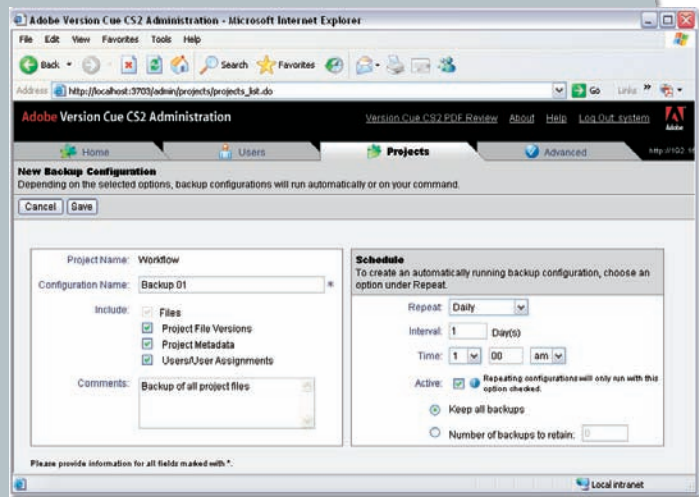 Adobe Version Cue CS2 Administration - Microsoft Internet Explorer
File Edit View Favorites Tools Help
Back Search Favorites
Address http://localhost:3703/admin/projects/projects_list.do Go Links »
Adobe Version Cue CS2 Administration Version Cue CS2 PDF Review About Help Log Out system Adobe
Home Users Projects Advanced
New Backup Configuration
Depending on the selected options, backup configurations will run automatically or on your command.
Cancel Save
Project Name: Workflow
Configuration Name: Backup 01 *
Include: Files
Project File Versions
Project Metadata
Users/User Assignments
Comments: Backup of all project files
Schedule
To create an automatically running backup configuration, choose an
option under Repeat.
Repeat: Daily
Interval: 1 Day(s)
Time: 1 00 am
Active: Repeating configurations will only run with this
option checked.
Keep all backups
Number of backups to retain: 0
Please provide information for all fields marked with *.
Local intranet